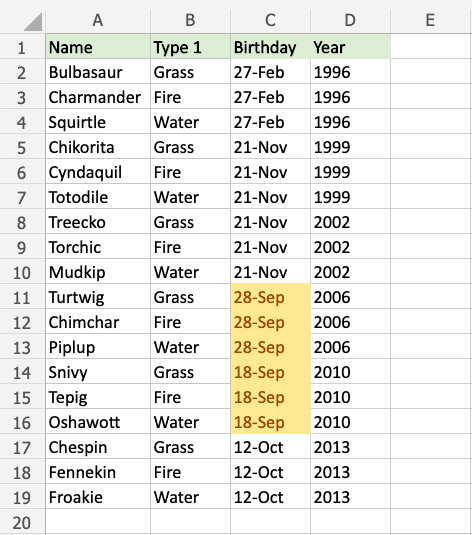 A B C D E
1 Name Type 1 Birthday Year
2 Bulbasaur Grass 27-Feb 1996
3 Charmander Fire 27-Feb 1996
4 Squirtle Water 27-Feb 1996
5 Chikorita Grass 21-Nov 1999
6 Cyndaquil Fire 21-Nov 1999
7 Totodile Water 21-Nov 1999
8 Treecko Grass 21-Nov 2002
9 Torchic Fire 21-Nov 2002
10 Mudkip Water 21-Nov 2002
11 Turtwig Grass 28-Sep 2006
12 Chimchar Fire 28-Sep 2006
13 Piplup Water 28-Sep 2006
14 Snivy Grass 18-Sep 2010
15 Tepig Fire 18-Sep 2010
16 Oshawott Water 18-Sep 2010
17 Chespin Grass 12-Oct 2013
18 Fennekin Fire 12-Oct 2013
19 Froakie Water 12-Oct 2013
20